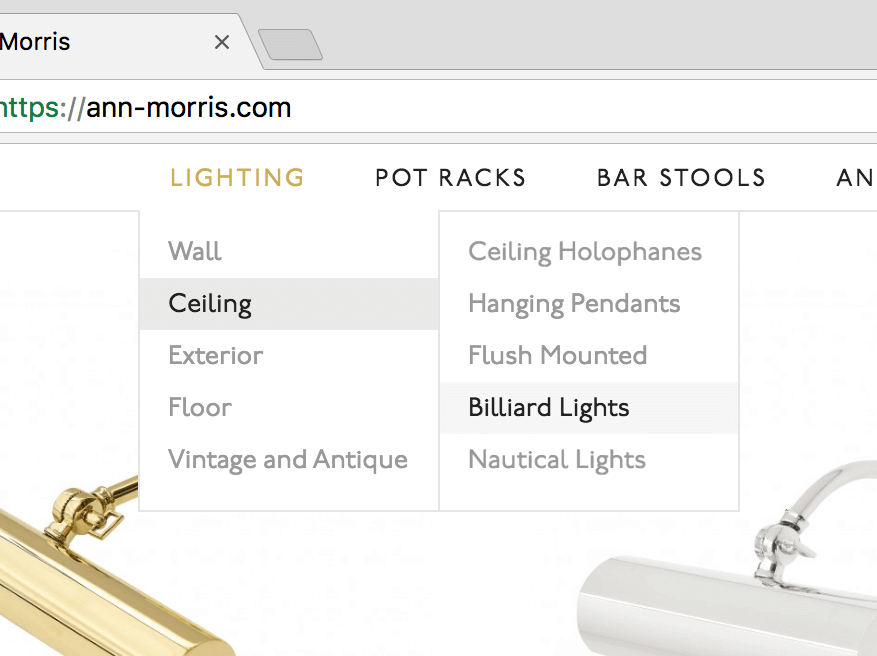 Morris
https://ann-morris.com
LIGHTING POT RACKS BAR STOOLS AN
Wall
Ceiling
Exterior
Floor
Vintage and Antique
Ceiling Holophanes
Hanging Pendants
Flush Mounted
Billiard Lights
Nautical Lights